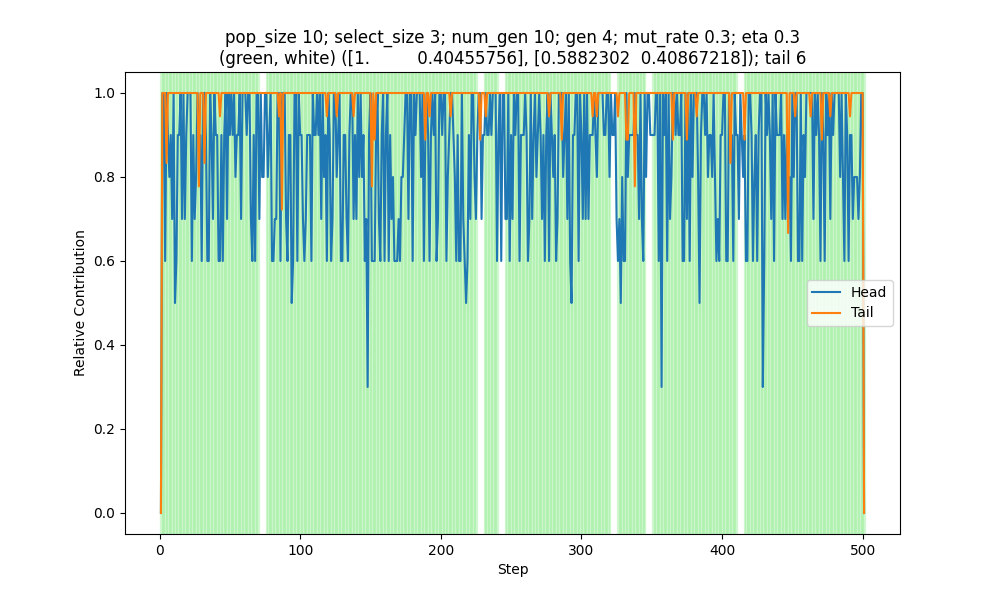 pop_size 10; select_size 3; num_gen 10; gen 4; mut_rate 0.3; eta 0.3
(green, white) ([1.         0.40455756], [0.5882302  0.40867218]); tail 6
1.0
0.8
0.6
0.4
0.2
0.0
Relative Contribution
Head
Tail
0
100
200
300
400
500
Step